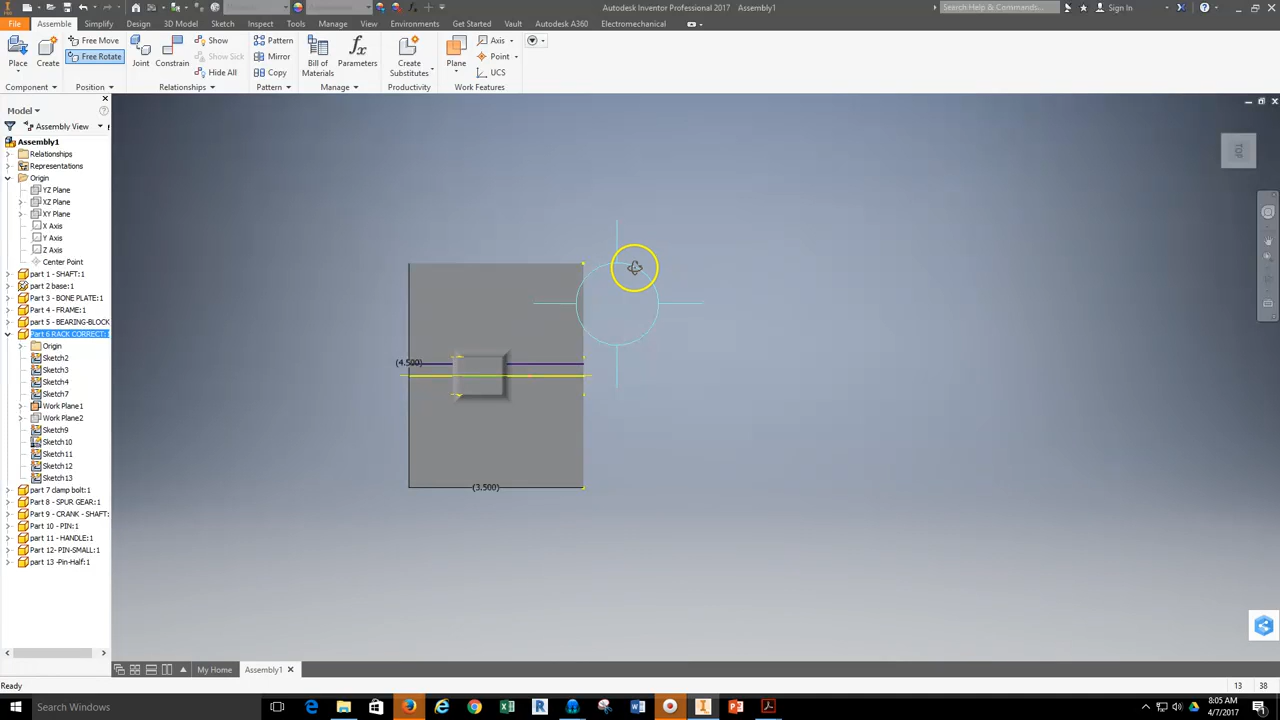 Autodesk Inventor Professional 2017   Assembly1
Search Help & Commands...
Sign In
File Assemble Simplify Design 3D Model Sketch Inspect Tools Manage View Environments Get Started Vault Autodesk A360 Electromechanical
Place
Create
Free Move
Free Rotate
Joint
Constrain
Show
Show Sick
Hide All
Pattern
Mirror
Copy
Bill of
Materials
Parameters
Create
Substitutes
Plane
Axis
Point
UCS
Component Position Relationships Pattern Manage Productivity Work Features
Model
Assembly View
Assembly1
Relationships
Representations
Origin
YZ Plane
XZ Plane
XY Plane
X Axis
Y Axis
Z Axis
Center Point
part 1 - SHAFT:1
part 2 base:1
Part 3 - BONE PLATE:1
Part 4 - FRAME:1
part 5 - BEARING-BLOCK
Part 6 RACK CORRECT:
Origin
Sketch2
Sketch3
Sketch4
Sketch7
Work Plane1
Work Plane2
Sketch9
Sketch10
Sketch11
Sketch12
Sketch13
part 7 clamp bolt:1
Part 8 - SPUR GEAR:1
Part 9 - CRANK - SHAFT:
Part 10 - PIN:1
part 11 - HANDLE:1
Part 12- PIN-SMALL:1
part 13 -Pin-Half:1
TOP
(4.500)
(3.500)
My Home
Assembly1
Ready
13 38
Search Windows
8:05 AM
4/7/2017